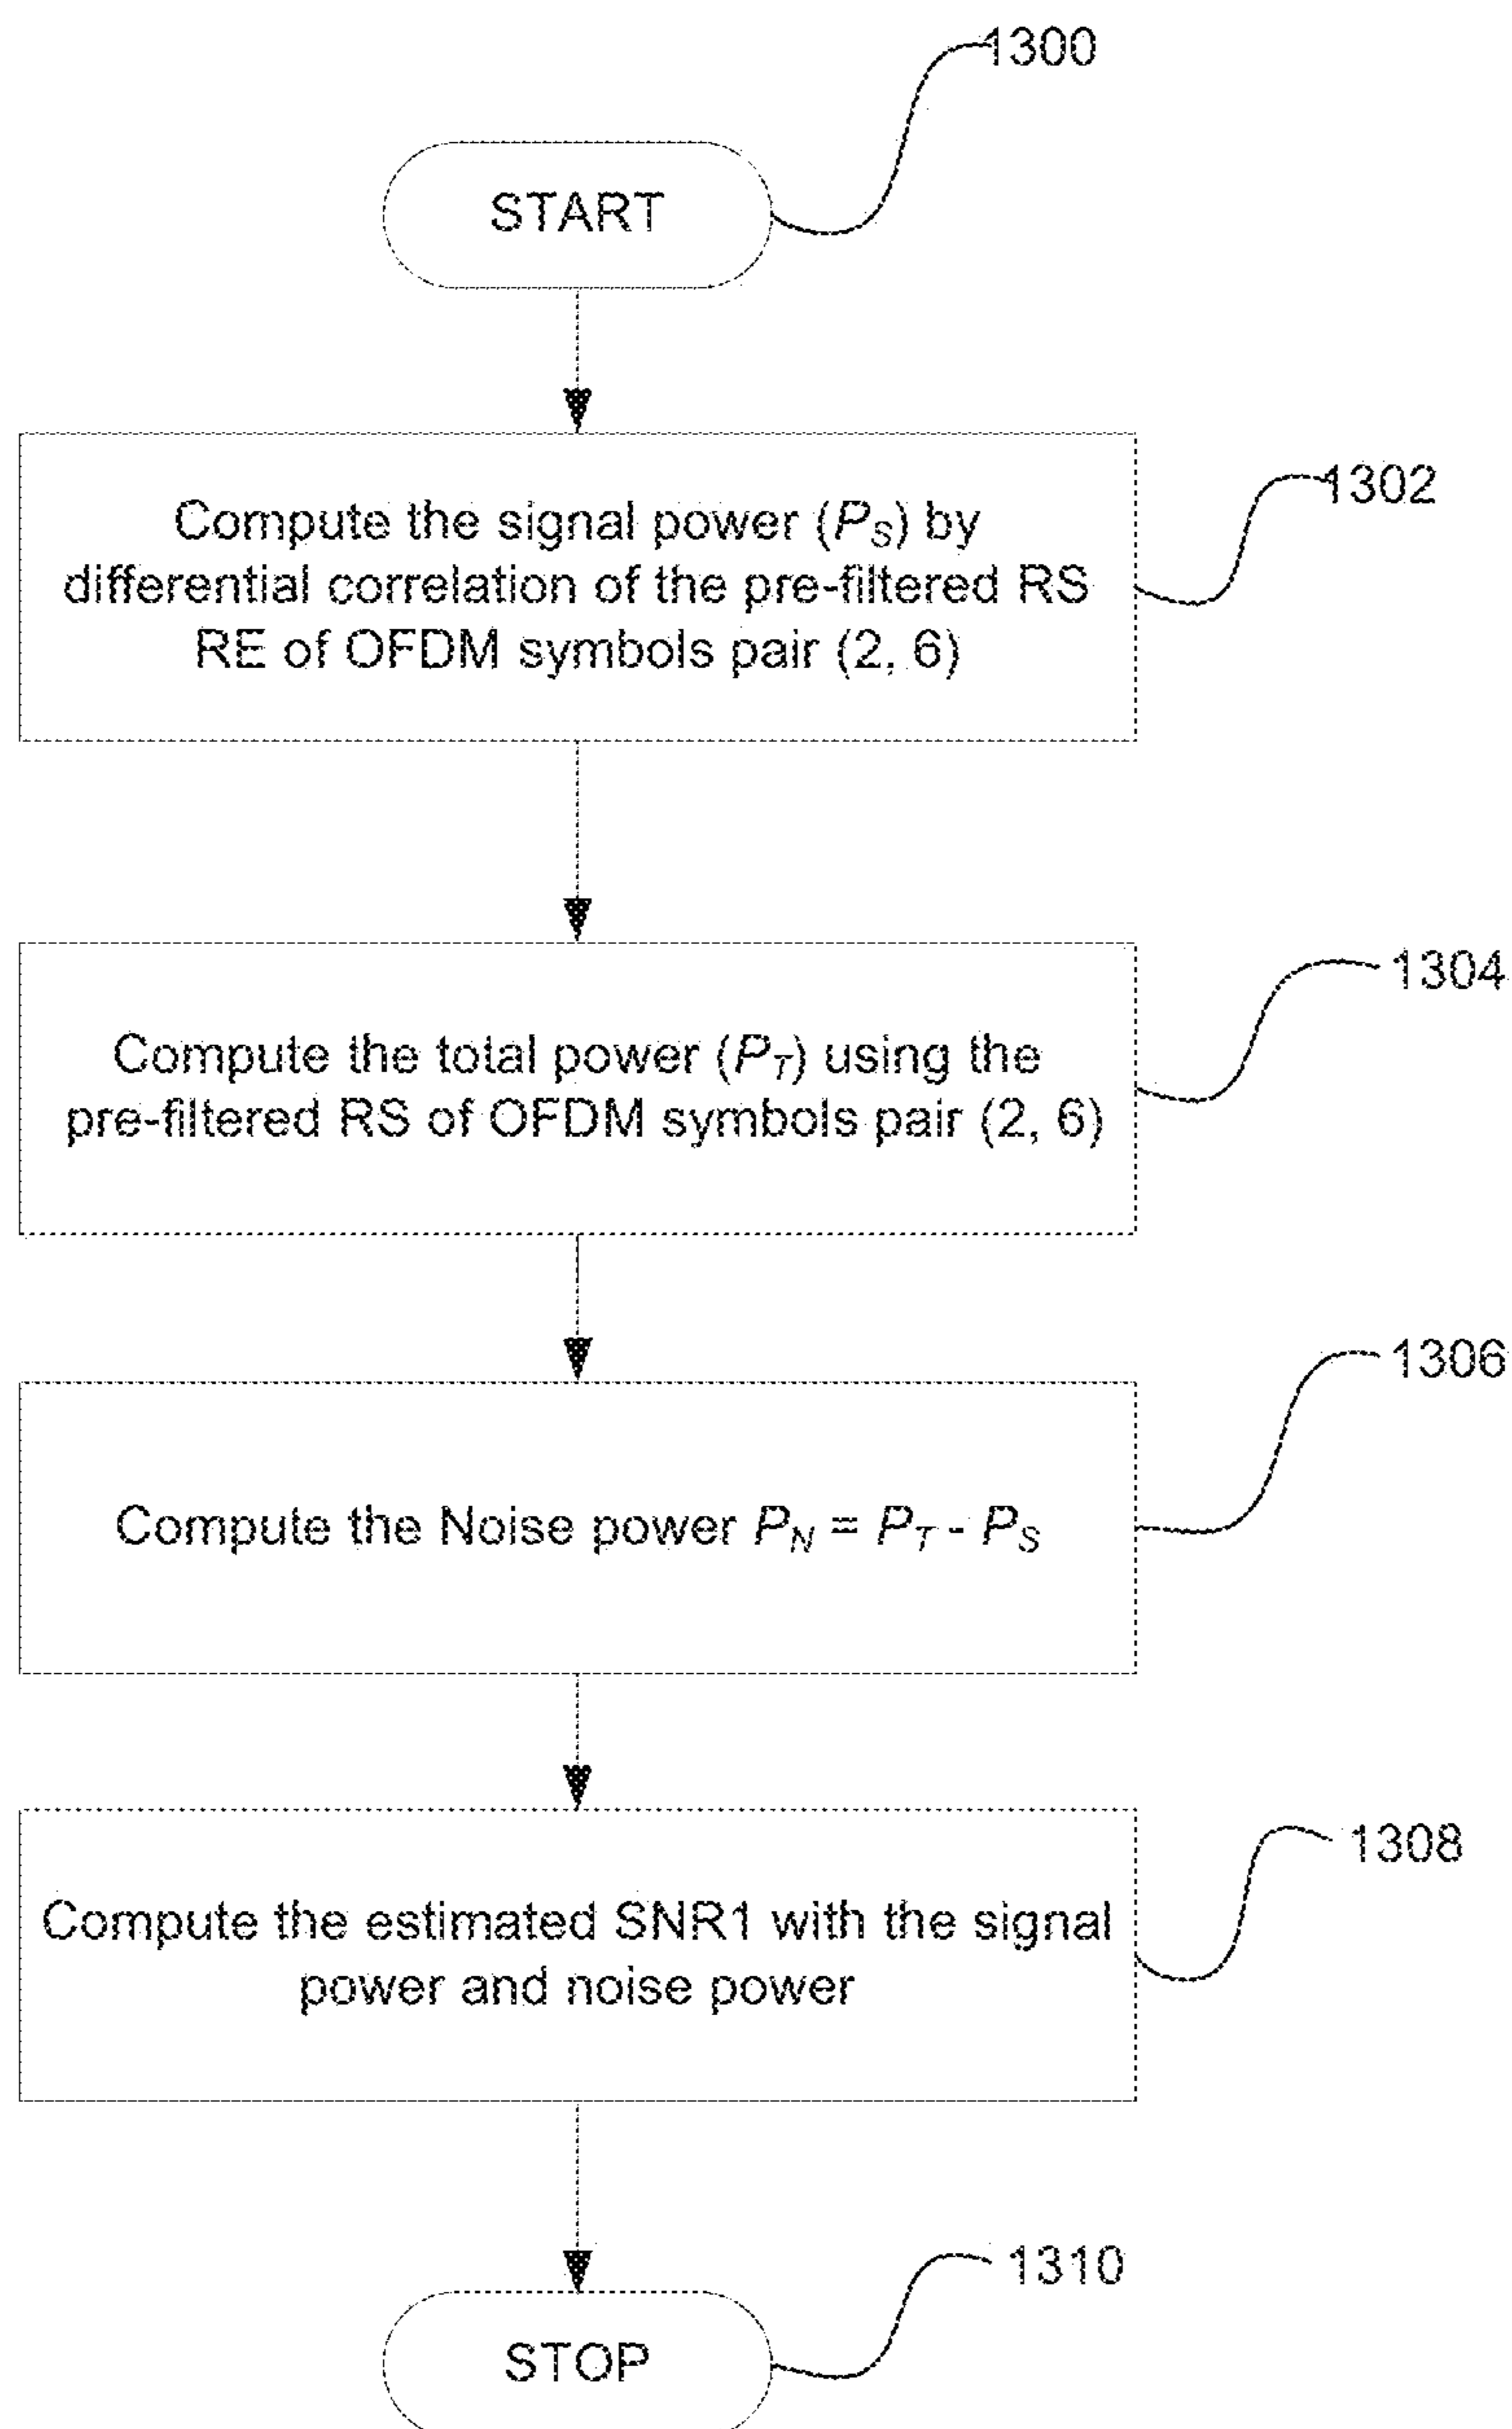 1300
START
Compute the signal power (PS) by
1302
differential correlation of the pre-filtered RS
RE of OFDM symbols pair (2, 6)
1304
Compute the total power (PT) using the
pre-filtered RS of OFDM symbols pair (2, 6)
1306
Compute the Noise power PN = PT - PS
1308
Compute the estimated SNR1 with the signal
power and noise power
1310
STOP